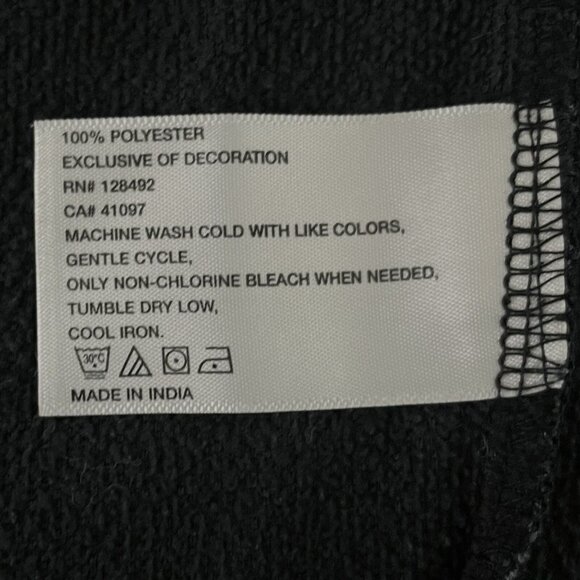 100% POLYESTER
EXCLUSIVE OF DECORATION
RN# 128492
CA# 41097
MACHINE WASH COLD WITH LIKE COLORS,
GENTLE CYCLE,
ONLY NON-CHLORINE BLEACH WHEN NEEDED,
TUMBLE DRY LOW,
COOL IRON.
30°C
MADE IN INDIA